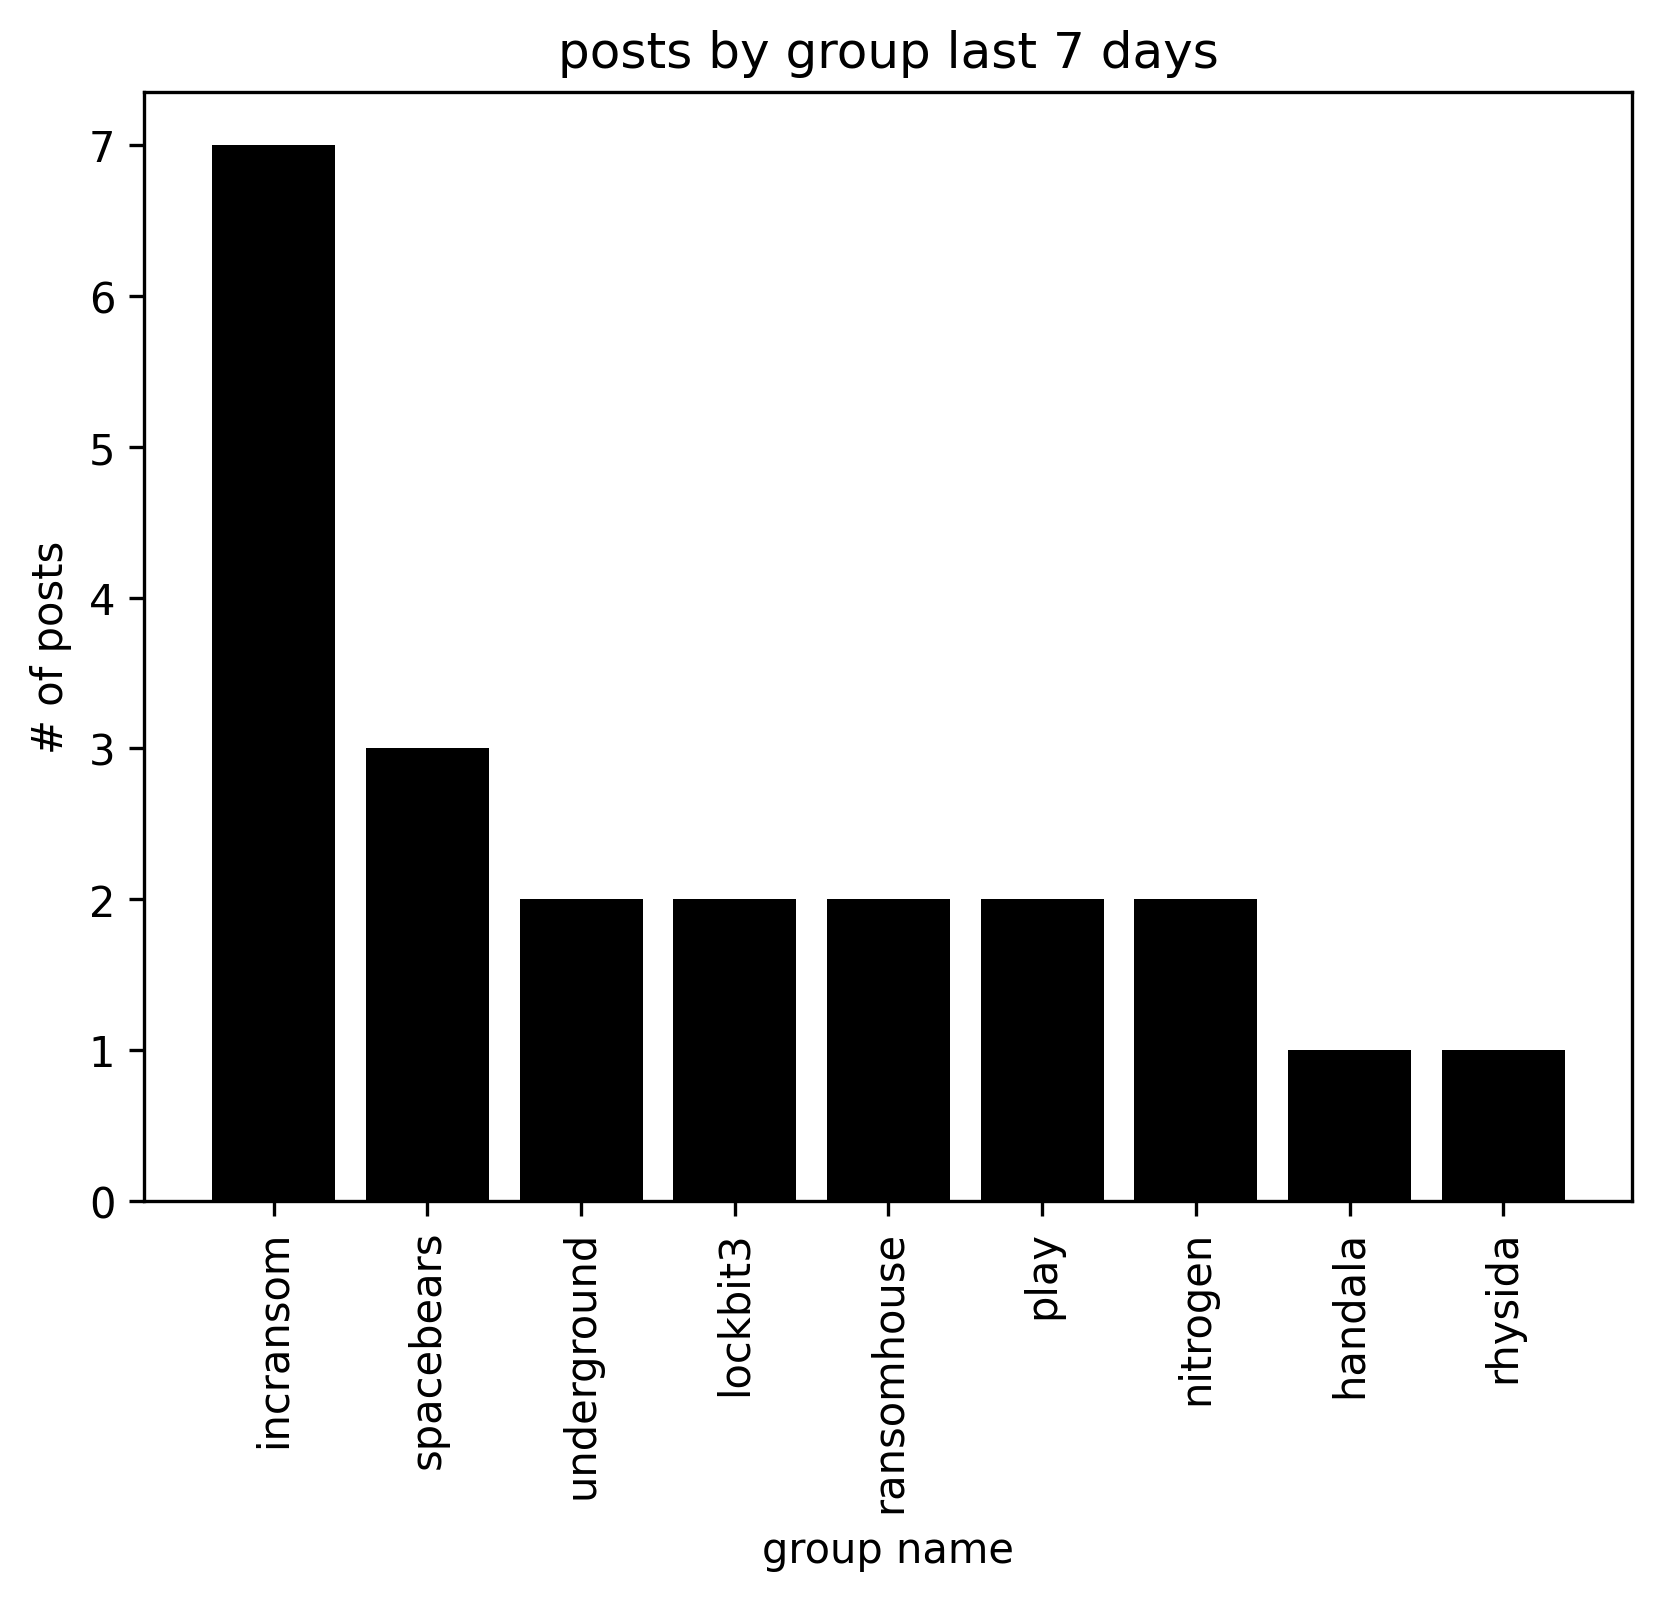 posts by group last 7 days
# of posts
7
6
5
4
3
2
1
0
incransom
spacebears
underground
lockbit3
ransomhouse
play
nitrogen
handala
rhysida
group name